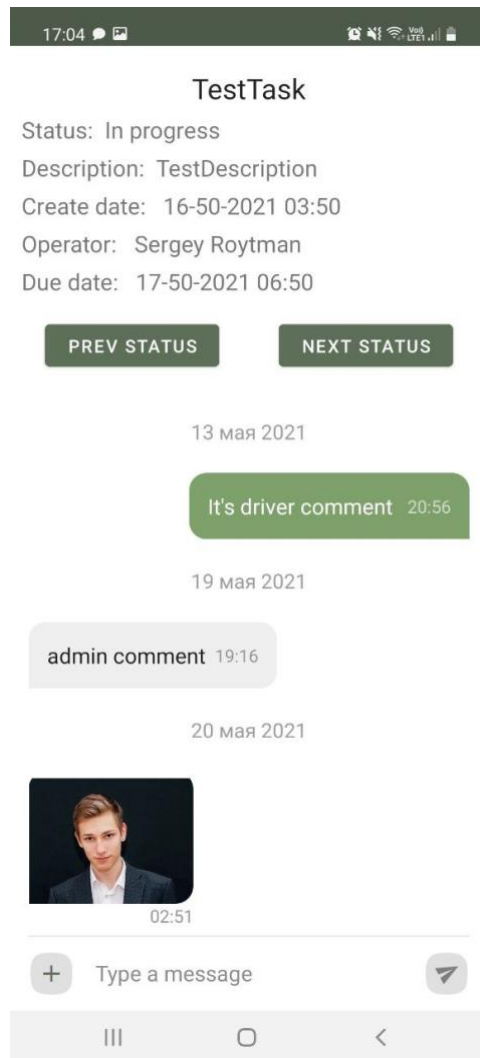 17:04
Vo))
LTE1
TestTask
Status: In progress
Description: TestDescription
Create date: 16-50-2021 03:50
Operator: Sergey Roytman
Due date: 17-50-2021 06:50
PREV STATUS NEXT STATUS
13 мая 2021
It's driver comment 20:56
19 мая 2021
admin comment 19:16
20 мая 2021
02:51
Type a message